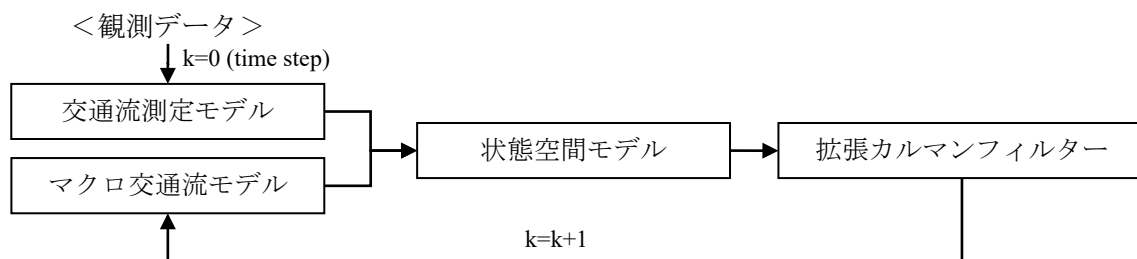 ＜観測データ＞
k=0 (time step)
交通流測定モデル
マクロ交通流モデル
状態空間モデル
拡張カルマンフィルター
k=k+1